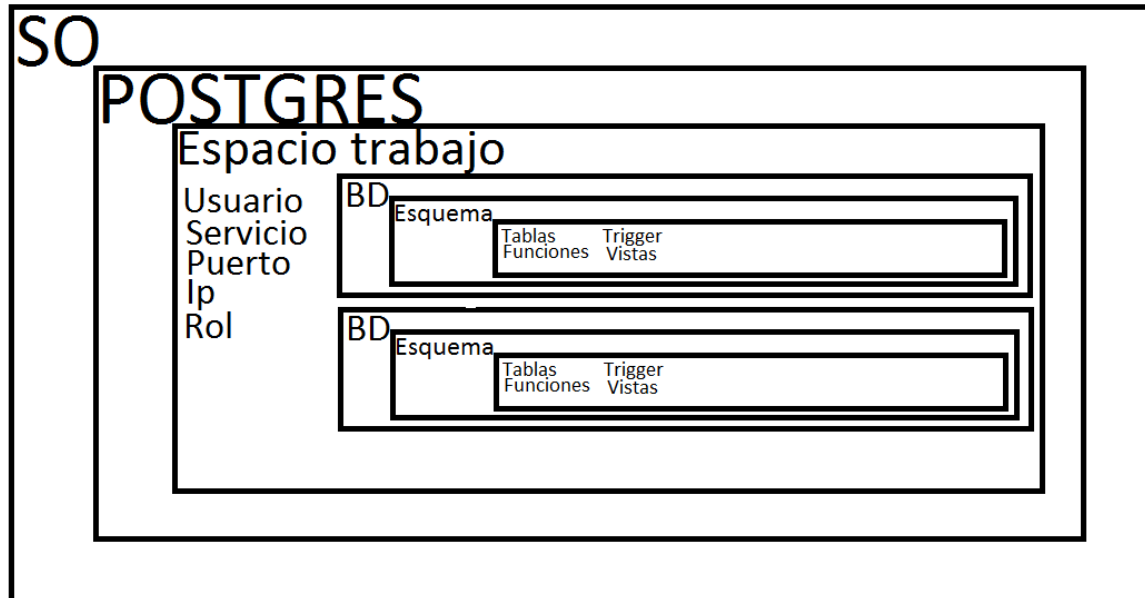 SO
POSTGRES
Espacio trabajo
Usuario
Servicio
Puerto
Ip
Rol
BD
Esquema
Tablas Trigger
Funciones Vistas
BD
Esquema
Tablas Trigger
Funciones Vistas